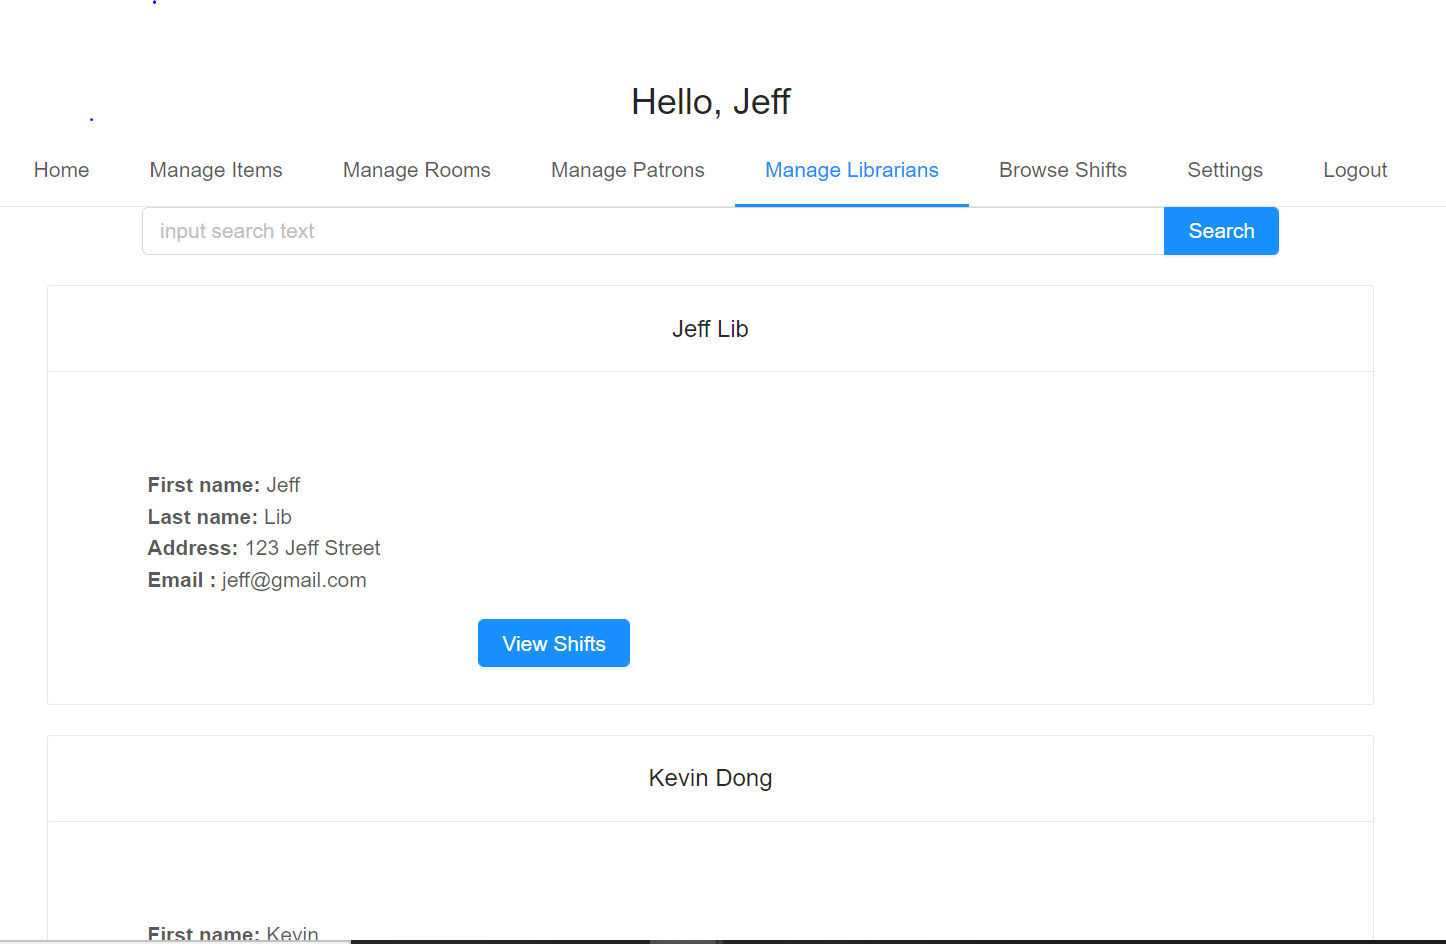 Hello, Jeff
Home Manage Items Manage Rooms Manage Patrons Manage Librarians Browse Shifts Settings Logout
input search text Search
Jeff Lib
First name: Jeff
Last name: Lib
Address: 123 Jeff Street
Email : jeff@gmail.com
View Shifts
Kevin Dong
First name: Kevin